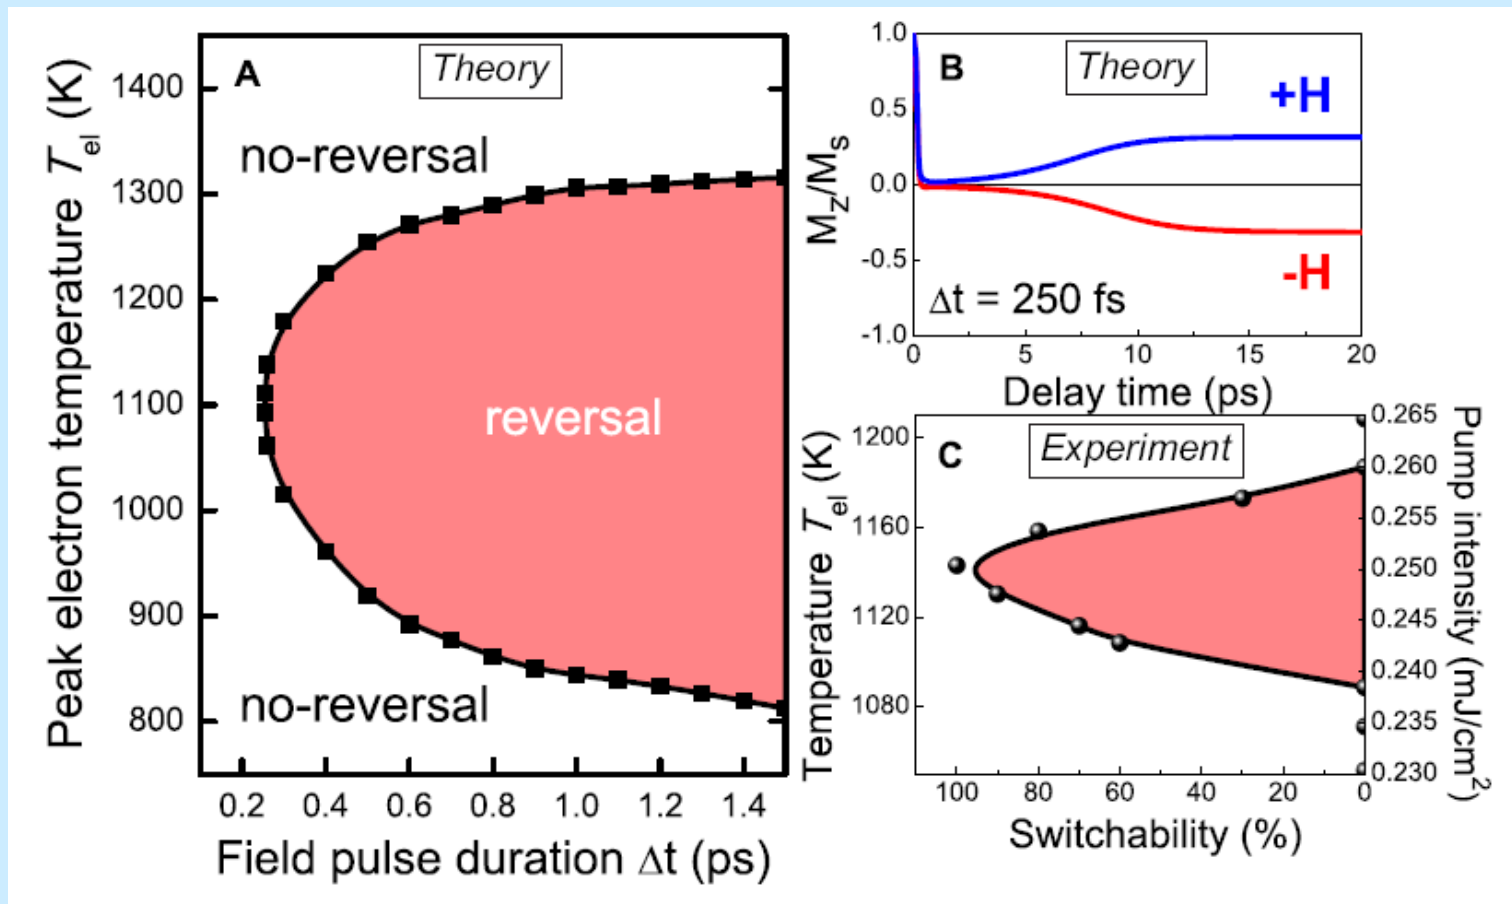 A
Theory
Peak electron temperature Tel (K)
1400
1300
1200
1100
1000
900
800
no-reversal
reversal
no-reversal
0.2 0.4 0.6 0.8 1.0 1.2 1.4
Field pulse duration Δt (ps)
B
Theory
MZ/Ms
1.0
0.5
0.0
-0.5
-1.0
+H
-H
Δt = 250 fs
0 5 10 15 20
Delay time (ps)
C
Experiment
Temperature Tel (K)
1200
1160
1120
1080
0.265
0.260
0.255
0.250
0.245
0.240
0.235
0.230
Pump intensity (mJ/cm²)
100 80 60 40 20 0
Switchability (%)